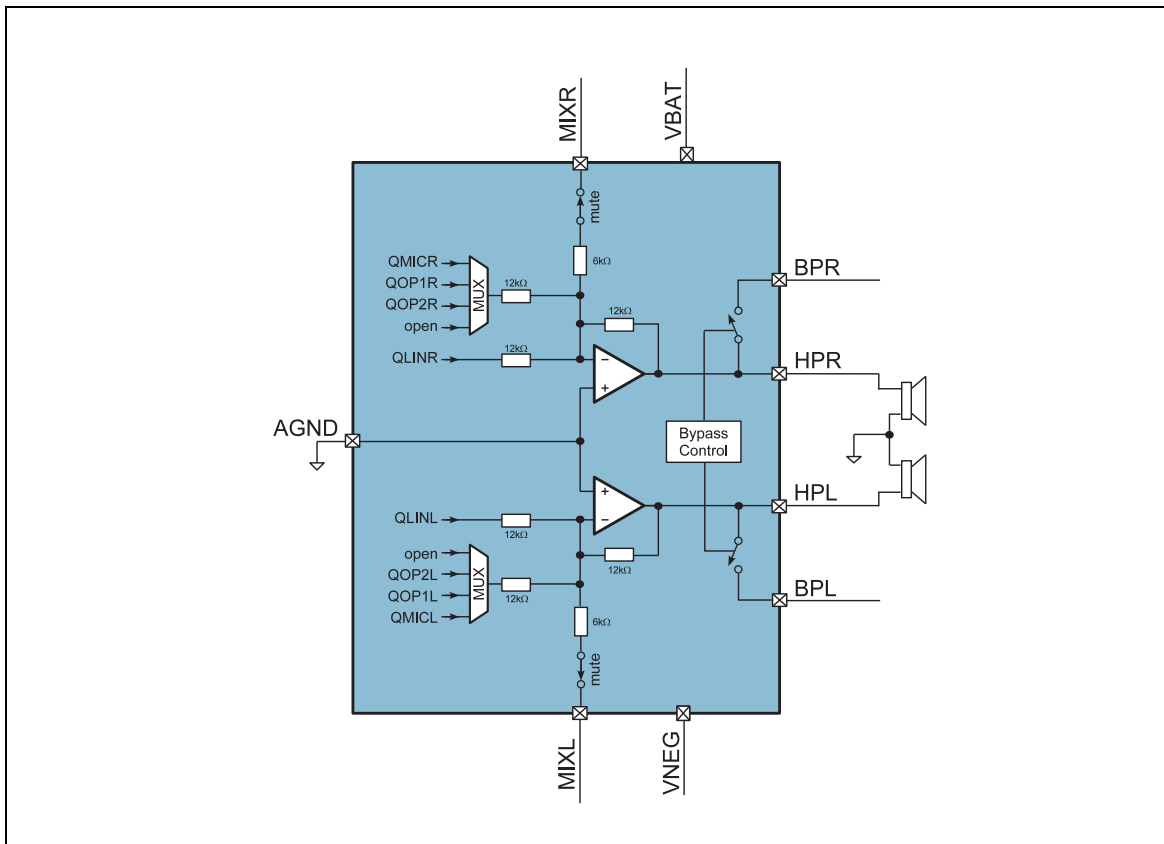 MIXR
VBAT
mute
6kΩ
QMICR
QOP1R
QOP2R
open
MUX
12kΩ
12kΩ
QLINR
12kΩ
−
+
BPR
HPR
AGND
Bypass
Control
+
−
HPL
QLINL
12kΩ
open
QOP2L
QOP1L
QMICL
MUX
12kΩ
12kΩ
6kΩ
mute
BPL
MIXL
VNEG